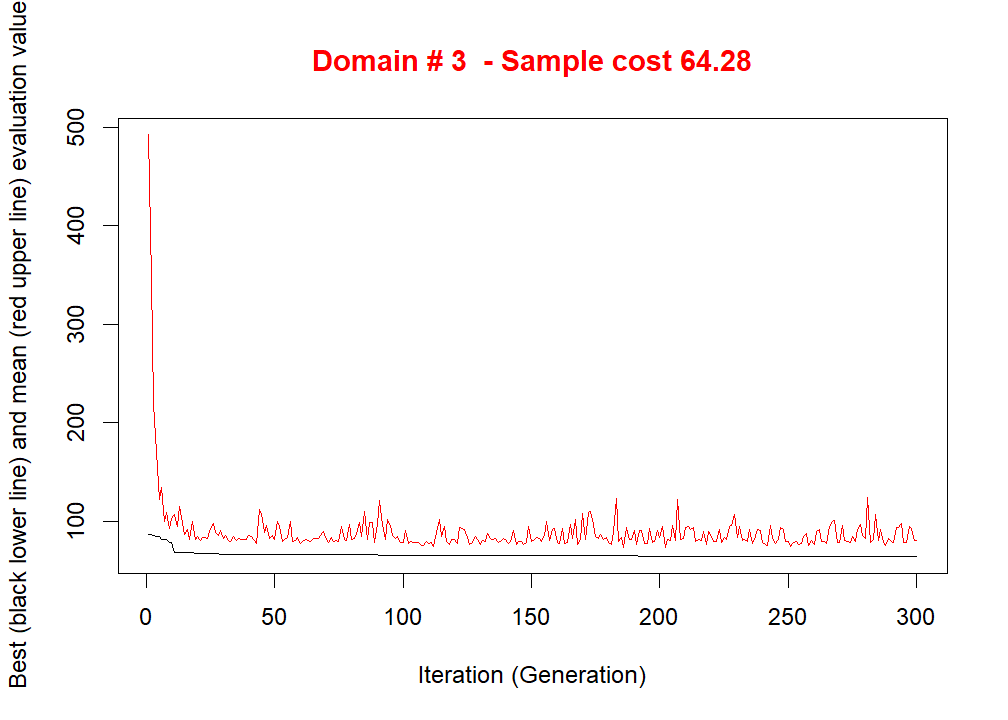 Domain # 3  - Sample cost 64.28
Best (black lower line) and mean (red upper line) evaluation value
500
400
300
200
100
0 50 100 150 200 250 300
Iteration (Generation)